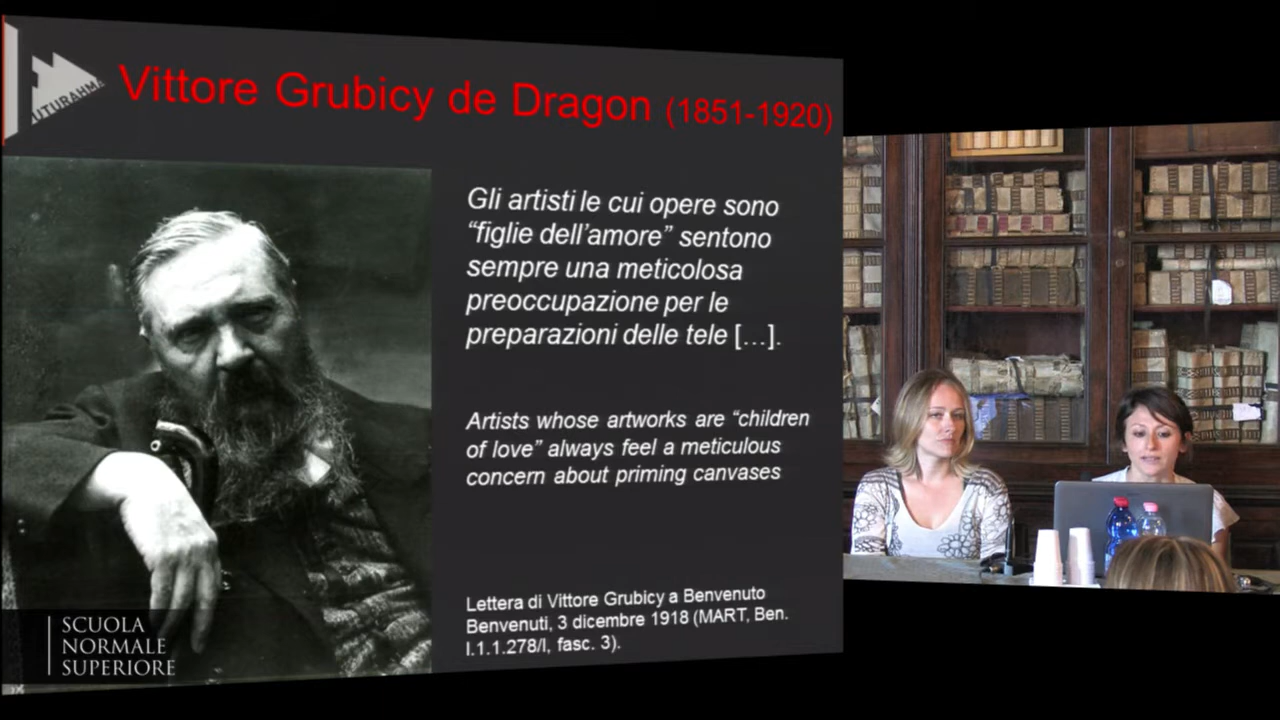 FUTURAHMA
Vittore Grubicy de Dragon (1851-1920)
Gli artisti le cui opere sono
“figlie dell’amore” sentono
sempre una meticolosa
preoccupazione per le
preparazioni delle tele […].
Artists whose artworks are “children
of love” always feel a meticulous
concern about priming canvases
Lettera di Vittore Grubicy a Benvenuto
Benvenuti, 3 dicembre 1918 (MART, Ben.
I.1.1.278/I, fasc. 3).
SCUOLA
NORMALE
SUPERIORE